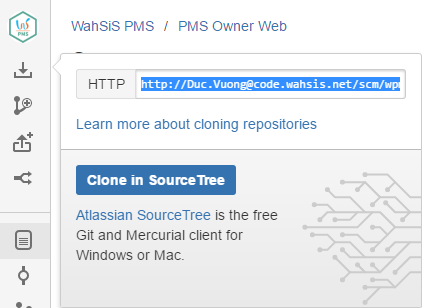 WahSiS PMS / PMS Owner Web
PMS
HTTP http://Duc.Vuong@code.wahsis.net/scm/wp
Learn more about cloning repositories
Clone in SourceTree
Atlassian SourceTree is the free
Git and Mercurial client for
Windows or Mac.